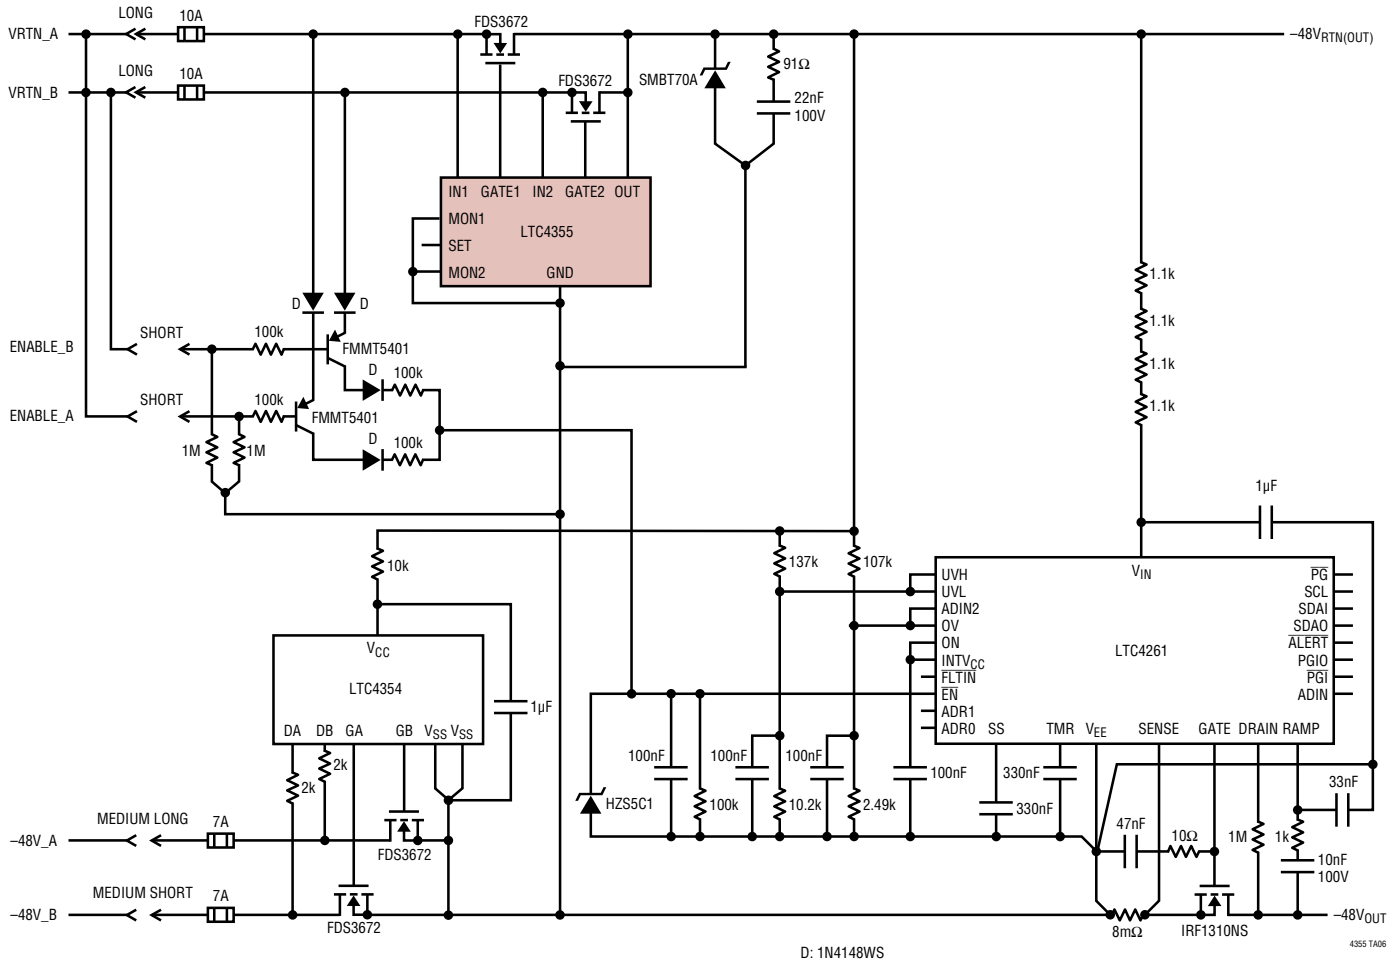 LONG 10A FDS3672
VRTN_A –48VRTN(OUT)
LONG 10A FDS3672 SMBT70A 91Ω
VRTN_B 22nF
100V
IN1 GATE1 IN2 GATE2 OUT
MON1
LTC4355
SET
MON2 GND
1.1k
D D
SHORT 100k 1.1k
ENABLE_B FMMT5401
D 100k 1.1k
SHORT 100k
ENABLE_A FMMT5401 1.1k
D 100k
1M 1M
1µF
10k 137k 107k
VIN
UVH PG
UVL SCL
ADIN2 SDAI
OV SDAO
ON LTC4261 ALERT
INTVCC PGIO
FLTIN PGI
EN ADIN
ADR1
ADR0 SS TMR VEE SENSE GATE DRAIN RAMP
VCC
LTC4354
1µF
DA DB GA GB VSS VSS
2k 2k
100nF 100nF 100nF 100nF 330nF 33nF
HZS5C1 100k 10.2k 2.49k 330nF
MEDIUM LONG 7A 47nF 10Ω 1M 1k
–48V_A FDS3672 10nF
100V
MEDIUM SHORT 7A
–48V_B FDS3672 8mΩ IRF1310NS –48VOUT
D: 1N4148WS
4355 TA06